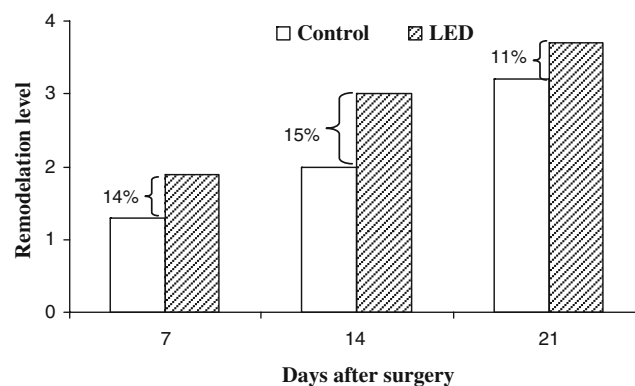 4
Control LED
11%
3
15%
2
14%
1
0
7 14 21
Remodelation level
Days after surgery